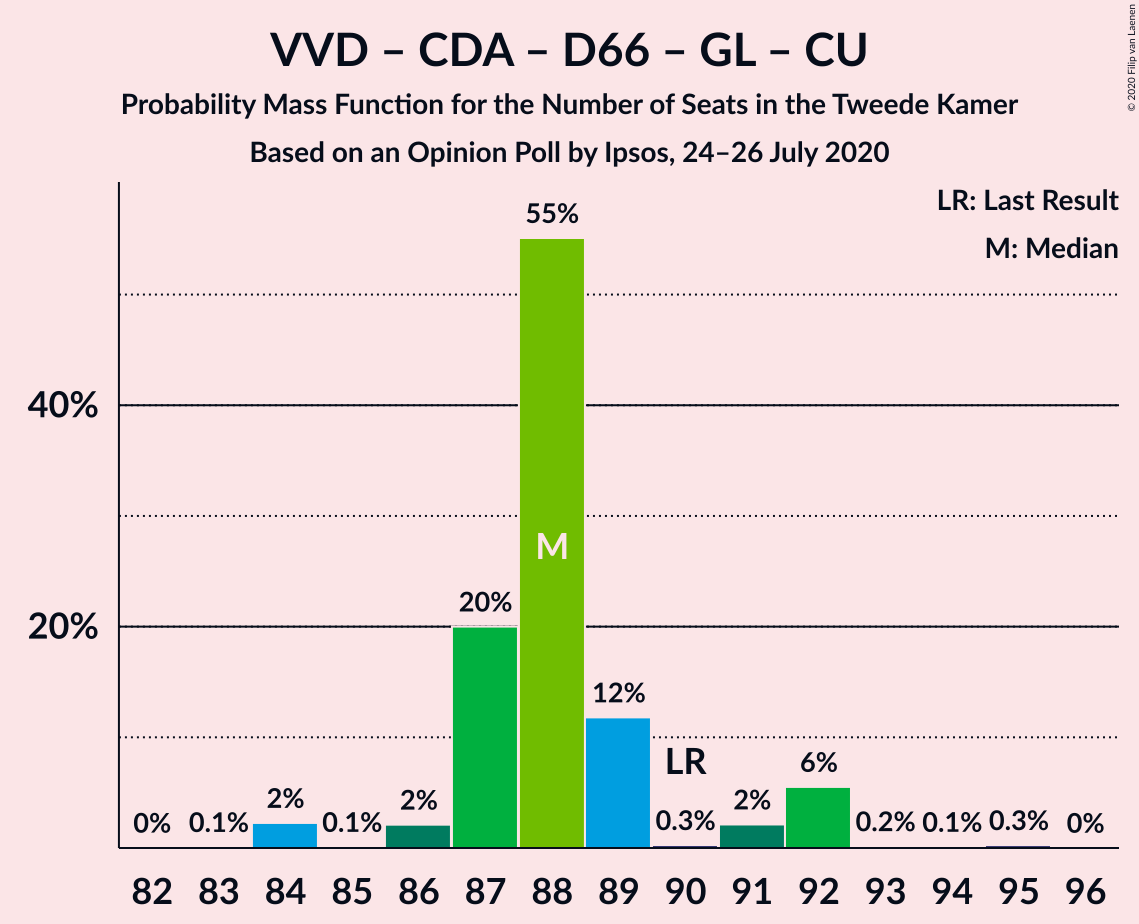 VVD – CDA – D66 – GL – CU
Probability Mass Function for the Number of Seats in the Tweede Kamer
Based on an Opinion Poll by Ipsos, 24–26 July 2020
© 2020 Filip van Laenen
LR: Last Result
M: Median
55%
40%
M
20%
20%
12%
LR
6%
2%
2%
2%
0%
0.1%
0.1%
0.3%
0.2%
0.1%
0.3%
0%
82 83 84 85 86 87 88 89 90 91 92 93 94 95 96